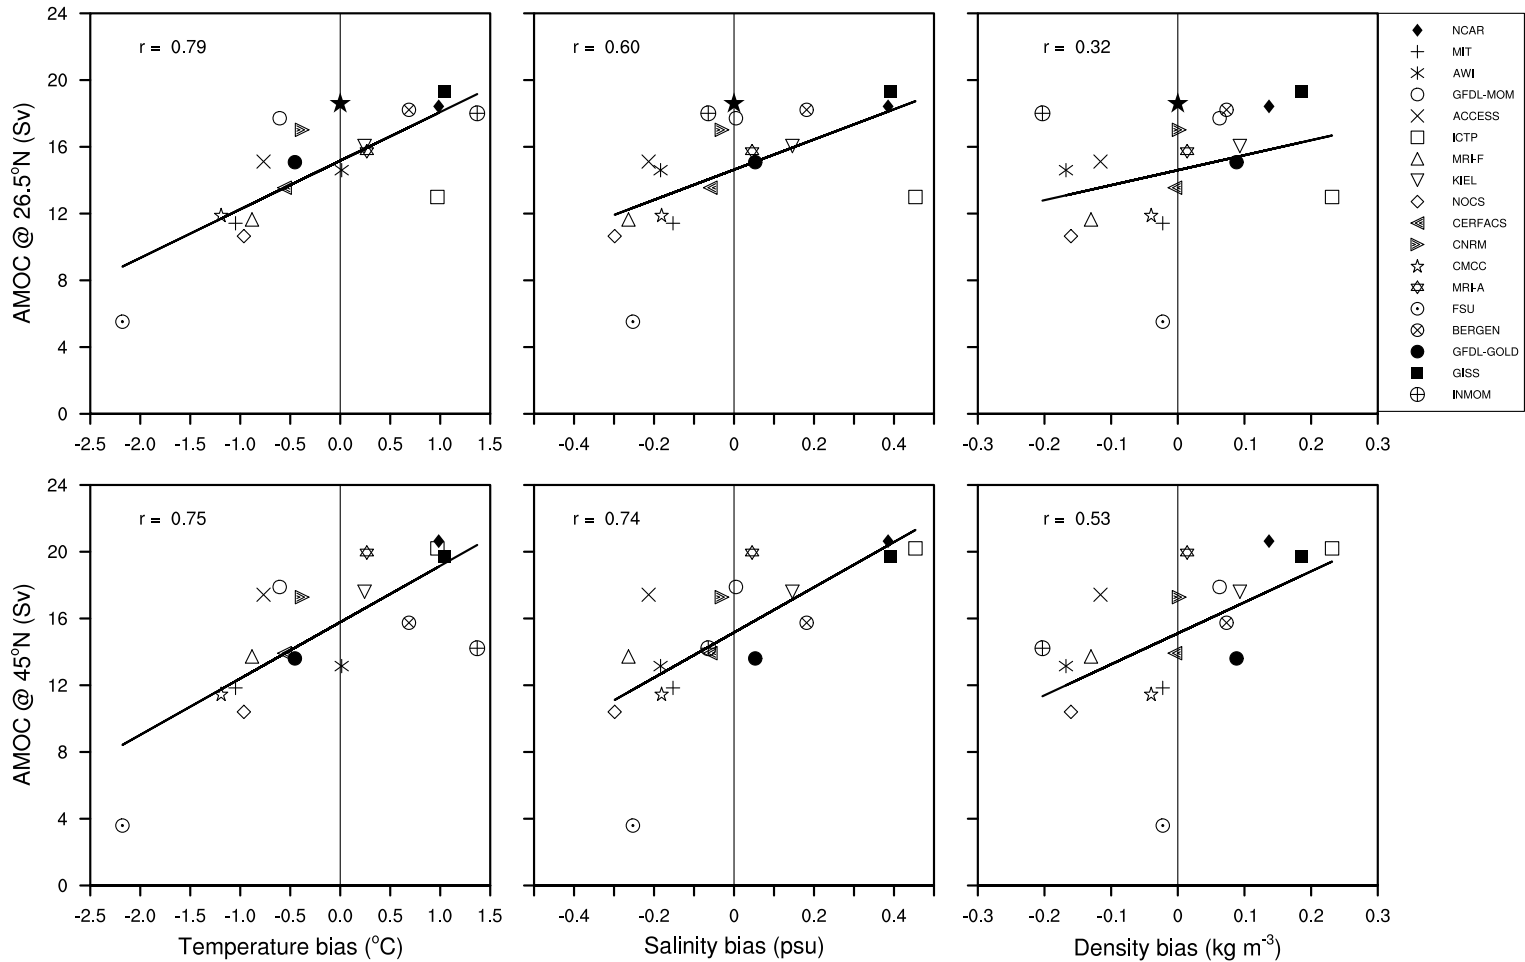 AMOC @ 26.5°N (Sv)
24
20
16
12
8
4
0
r = 0.79
-2.5 -2.0 -1.5 -1.0 -0.5 0.0 0.5 1.0 1.5
r = 0.60
-0.4 -0.2 0 0.2 0.4
r = 0.32
-0.3 -0.2 -0.1 0 0.1 0.2 0.3
NCAR
MIT
AWI
GFDL-MOM
ACCESS
ICTP
MRI-F
KIEL
NOCS
CERFACS
CNRM
CMCC
MRI-A
FSU
BERGEN
GFDL-GOLD
GISS
INMOM
AMOC @ 45°N (Sv)
24
20
16
12
8
4
0
r = 0.75
-2.5 -2.0 -1.5 -1.0 -0.5 0.0 0.5 1.0 1.5
Temperature bias (°C)
r = 0.74
-0.4 -0.2 0 0.2 0.4
Salinity bias (psu)
r = 0.53
-0.3 -0.2 -0.1 0 0.1 0.2 0.3
Density bias (kg m⁻³)